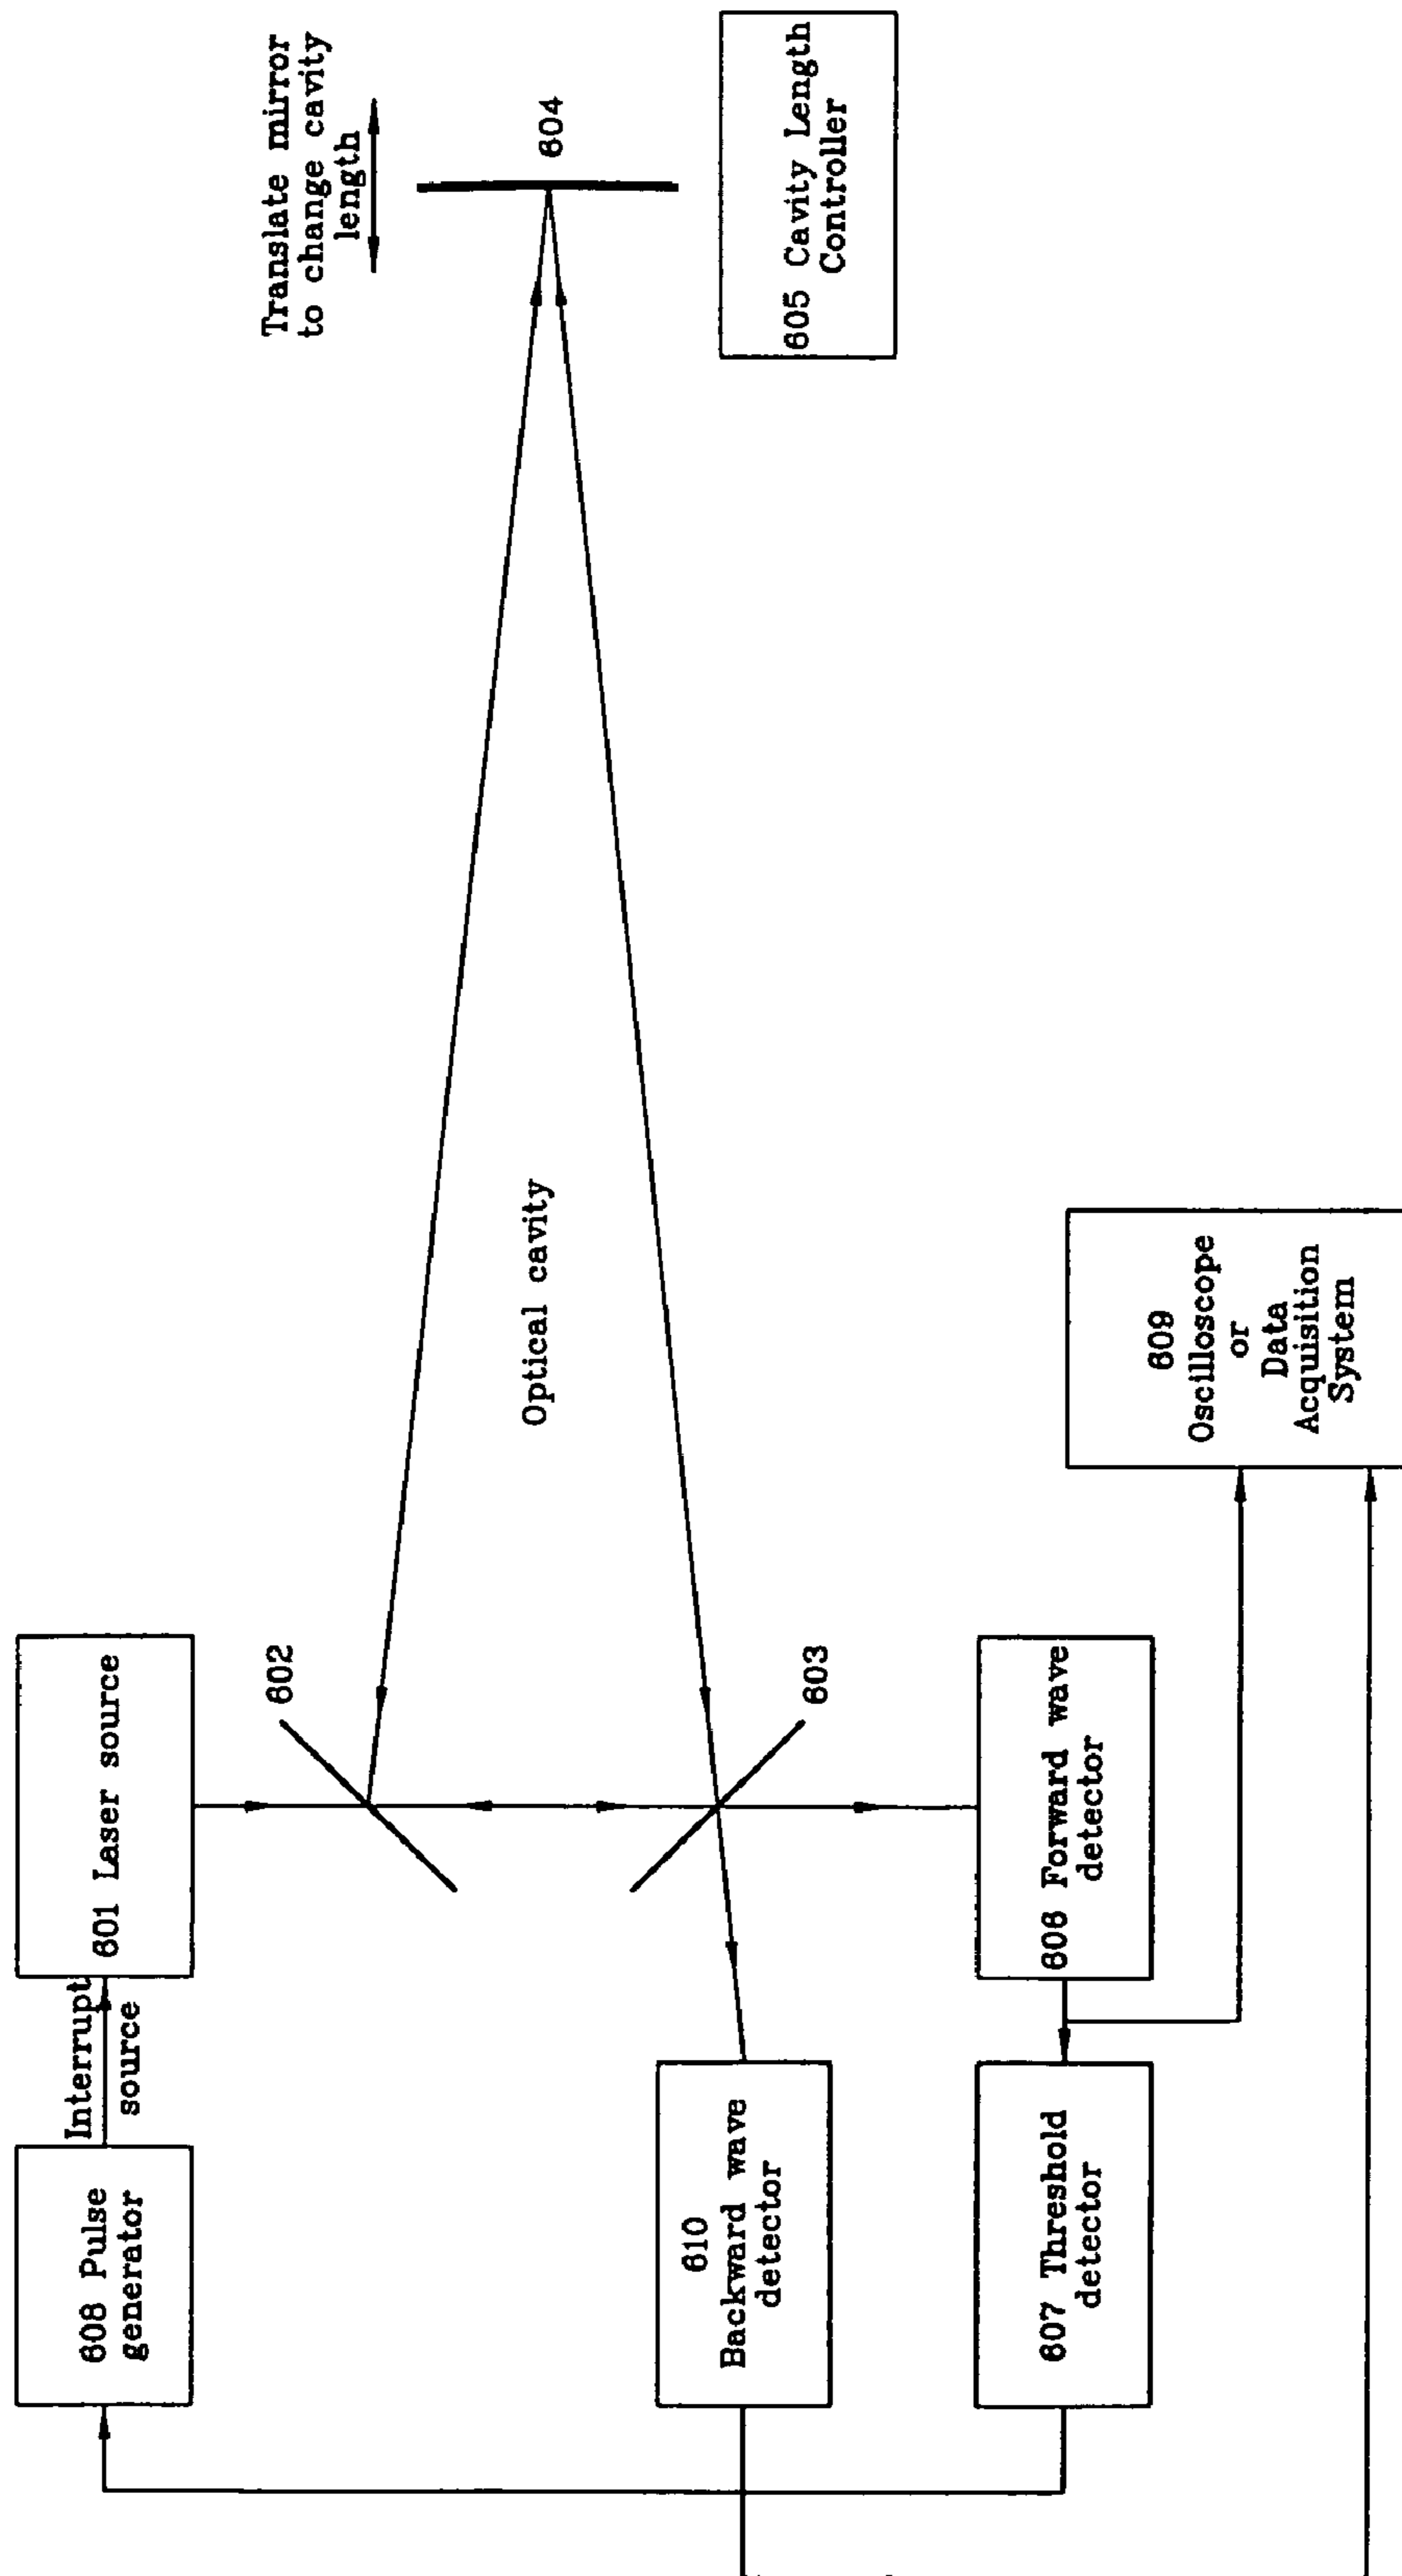 608 Pulse
generator
Interrupt
source
601 Laser source
602
Translate mirror
to change cavity
length
604
Optical cavity
605 Cavity Length
Controller
610
Backward wave
detector
603
607 Threshold
detector
606 Forward wave
detector
609
Oscilloscope
or
Data
Acquisition
System